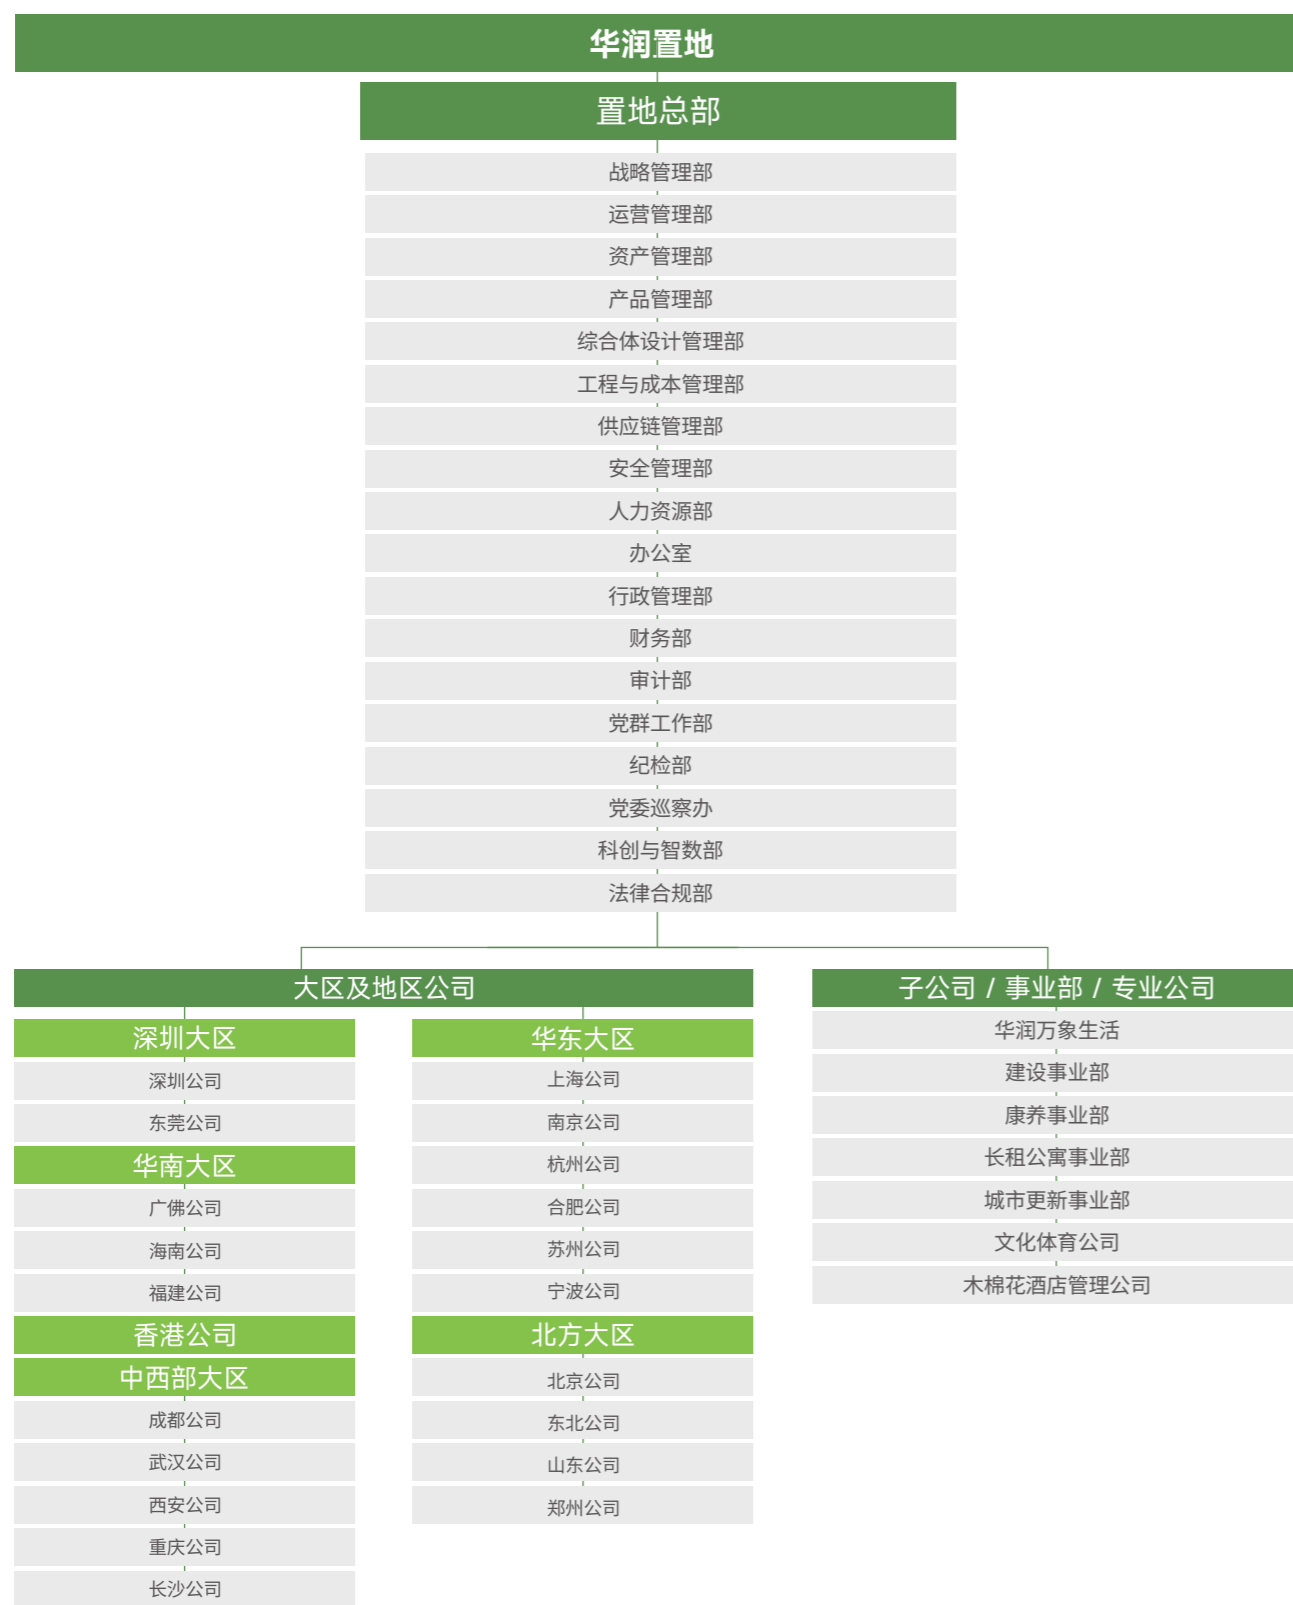 华润置地
置地总部
战略管理部
运营管理部
资产管理部
产品管理部
综合体设计管理部
工程与成本管理部
供应链管理部
安全管理部
人力资源部
办公室
行政管理部
财务部
审计部
党群工作部
纪检部
党委巡察办
科创与智数部
法律合规部
大区及地区公司
深圳大区
深圳公司
东莞公司
华南大区
广佛公司
海南公司
福建公司
香港公司
中西部大区
成都公司
武汉公司
西安公司
重庆公司
长沙公司
华东大区
上海公司
南京公司
杭州公司
合肥公司
苏州公司
宁波公司
北方大区
北京公司
东北公司
山东公司
郑州公司
子公司 / 事业部 / 专业公司
华润万象生活
建设事业部
康养事业部
长租公寓事业部
城市更新事业部
文化体育公司
木棉花酒店管理公司